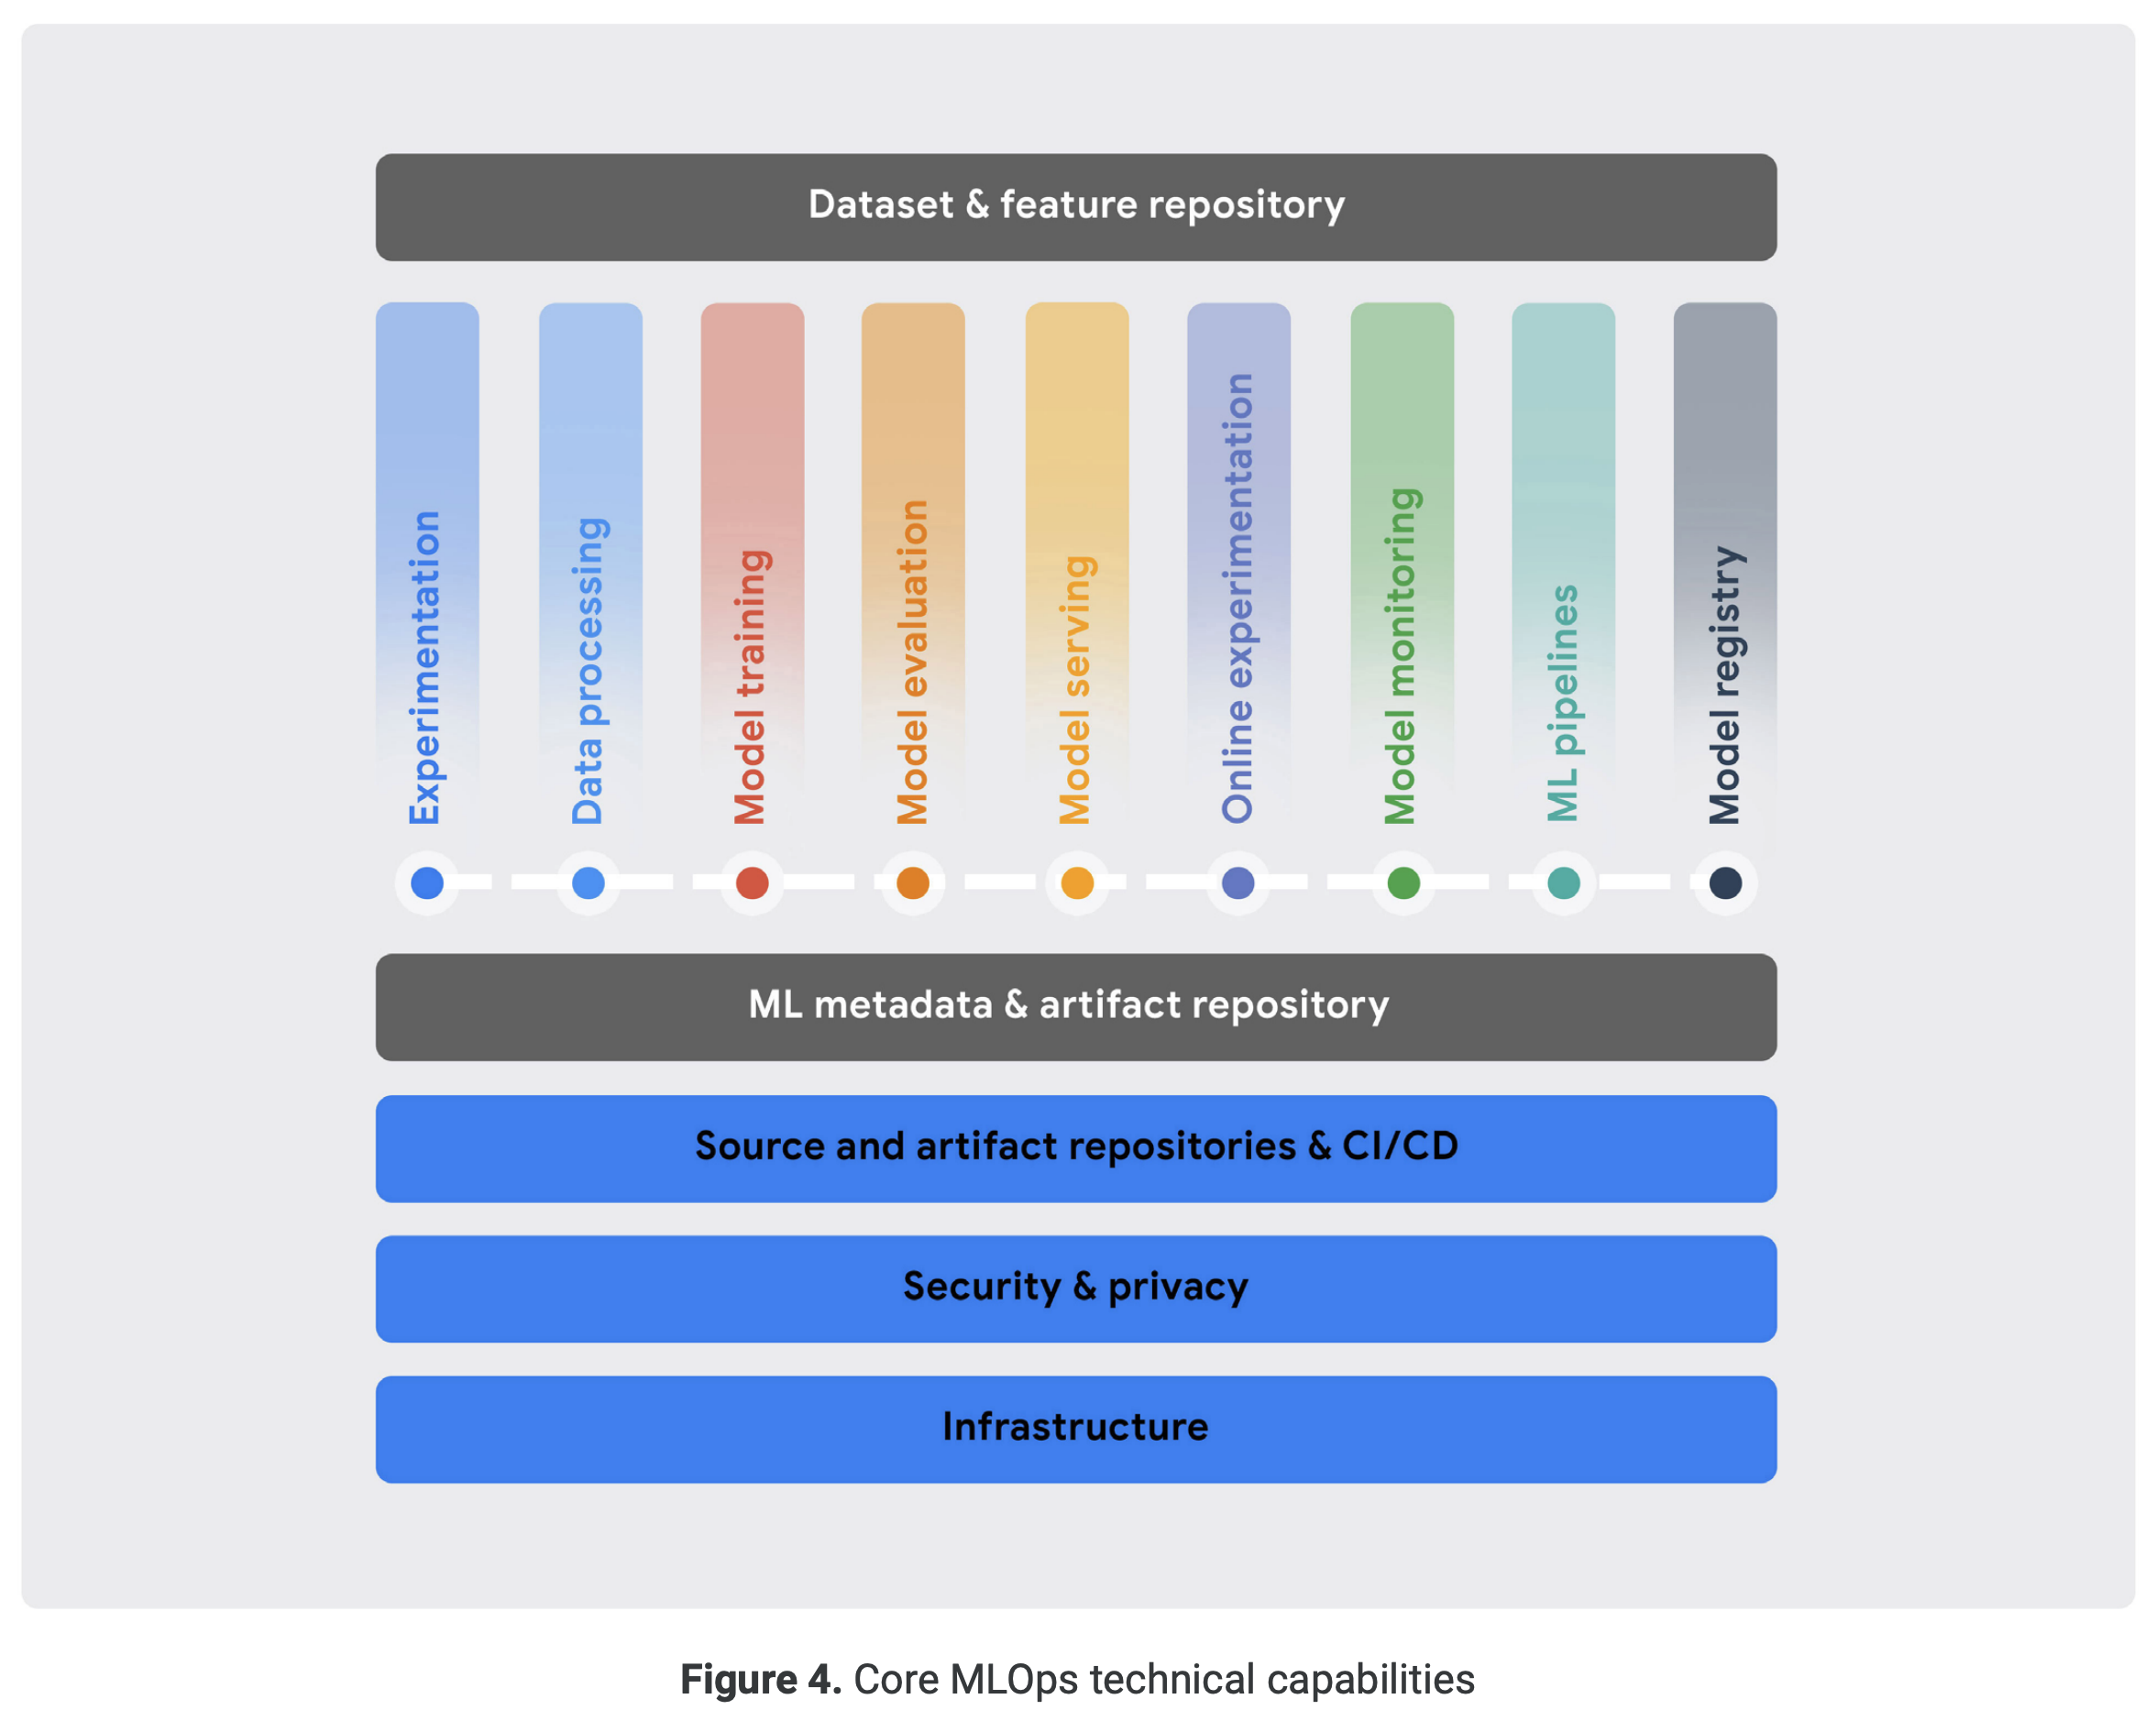 Dataset & feature repository
Experimentation
Data processing
Model training
Model evaluation
Model serving
Online experimentation
Model monitoring
ML pipelines
Model registry
ML metadata & artifact repository
Source and artifact repositories & CI/CD
Security & privacy
Infrastructure
Figure 4. Core MLOps technical capabilities